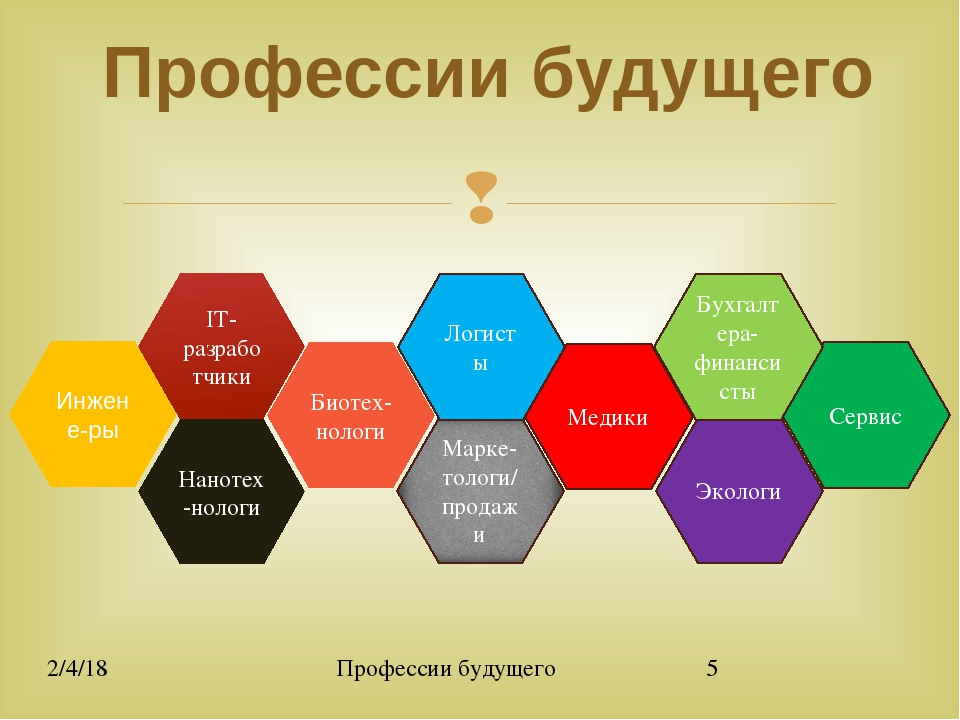 Профессии будущего
IT-
разрабо
тчики
Логист
ы
Бухгалт
ера-
финанси
сты
Инжен
е-ры
Биотех-
нологи
Медики
Сервис
Нанотех
-нологи
Марке-
тологи/
продаж
и
Экологи
2/4/18
Профессии будущего
5